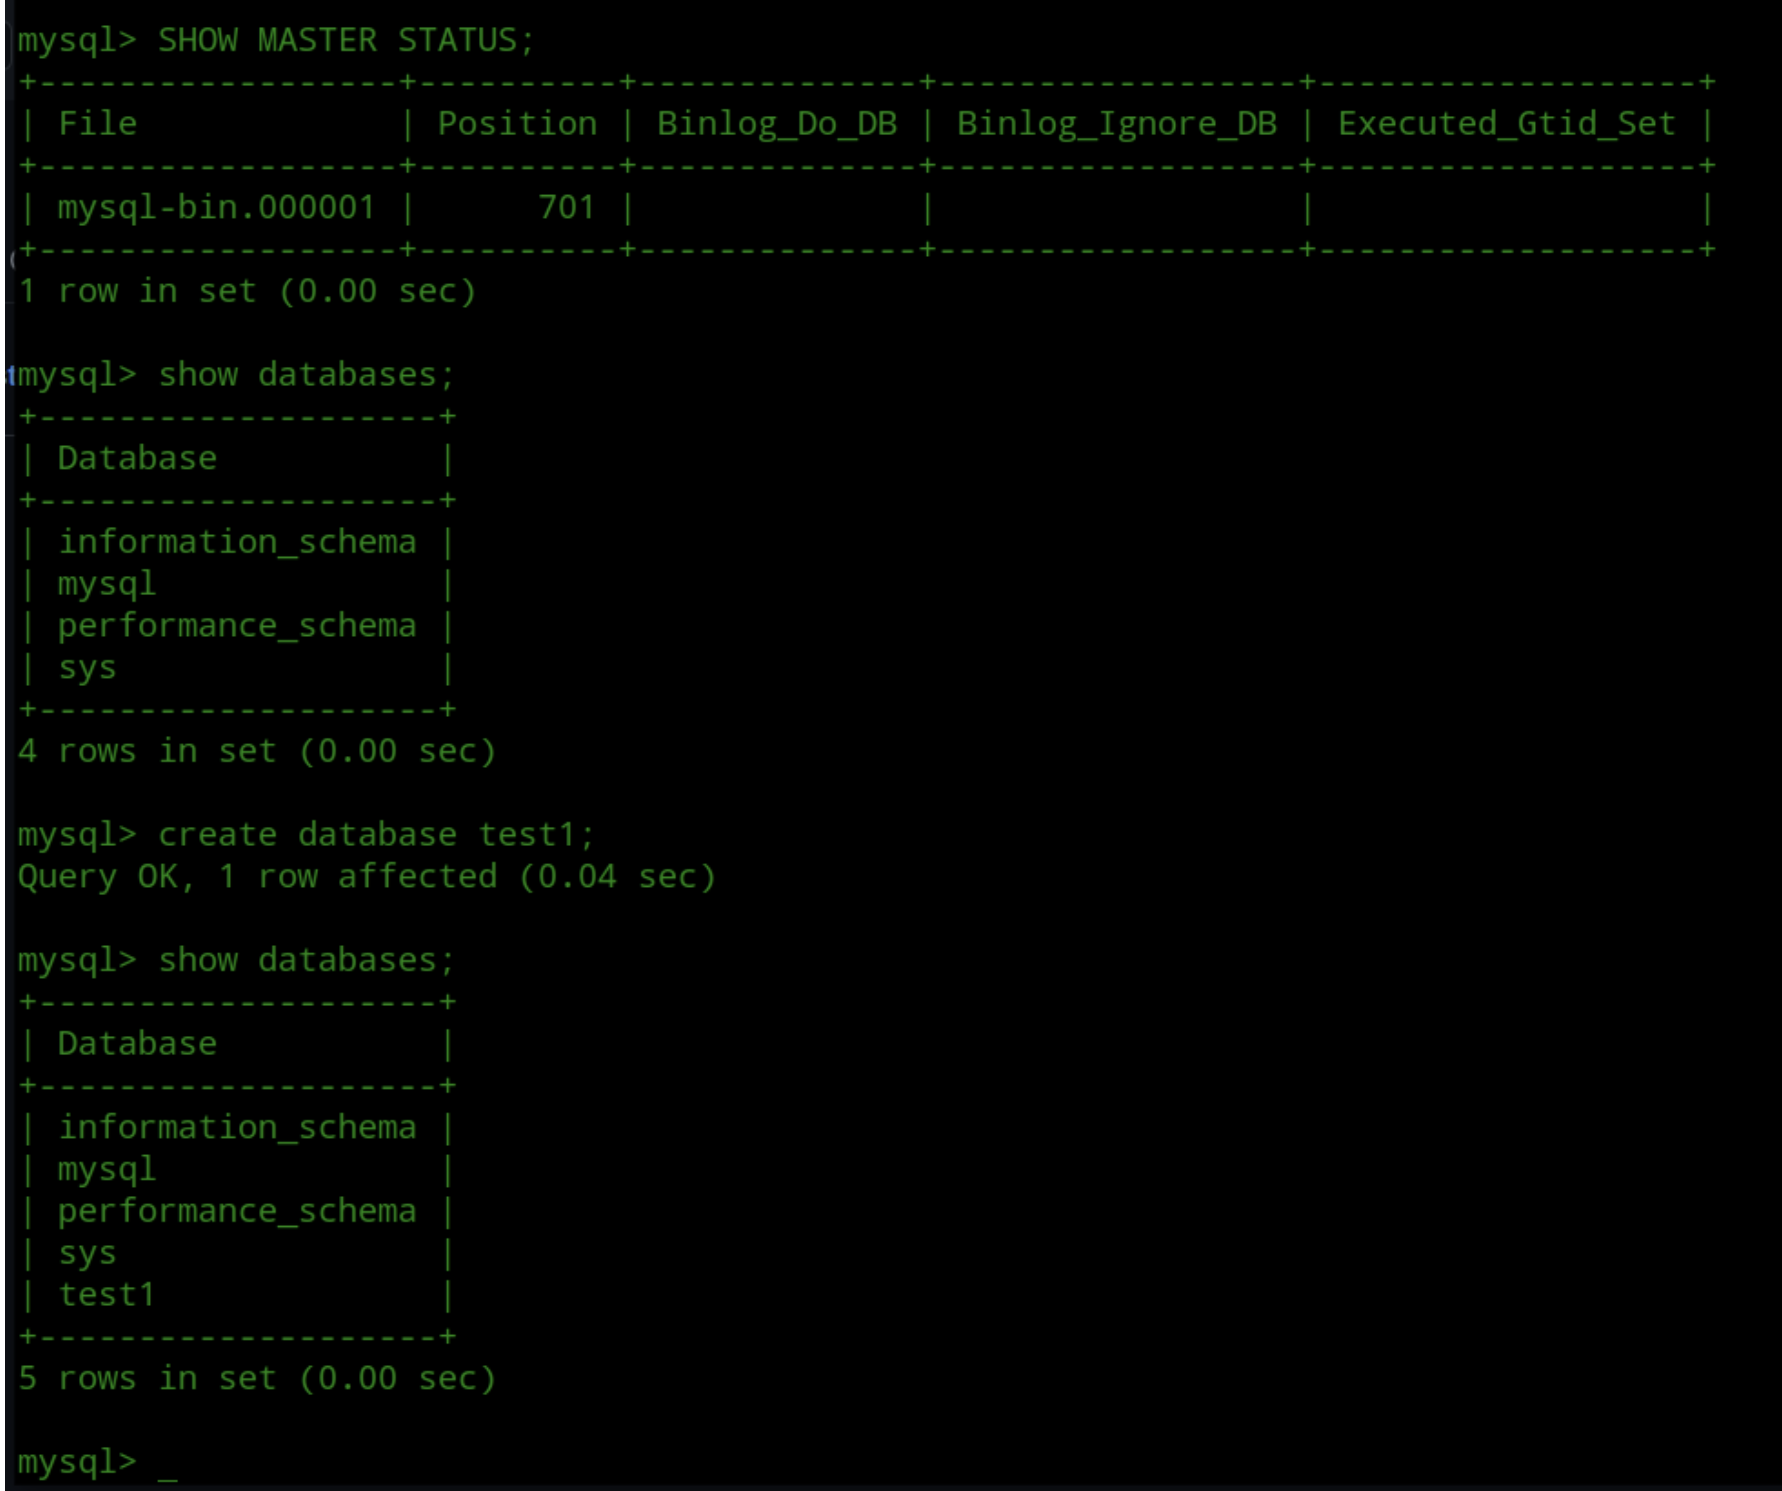 mysql> SHOW MASTER STATUS;
+------------------+----------+--------------+------------------+-------------------+
| File             | Position | Binlog_Do_DB | Binlog_Ignore_DB | Executed_Gtid_Set |
+------------------+----------+--------------+------------------+-------------------+
| mysql-bin.000001 |      701 |              |                  |                   |
+------------------+----------+--------------+------------------+-------------------+
1 row in set (0.00 sec)

mysql> show databases;
+--------------------+
| Database           |
+--------------------+
| information_schema |
| mysql              |
| performance_schema |
| sys                |
+--------------------+
4 rows in set (0.00 sec)

mysql> create database test1;
Query OK, 1 row affected (0.04 sec)

mysql> show databases;
+--------------------+
| Database           |
+--------------------+
| information_schema |
| mysql              |
| performance_schema |
| sys                |
| test1              |
+--------------------+
5 rows in set (0.00 sec)

mysql> _